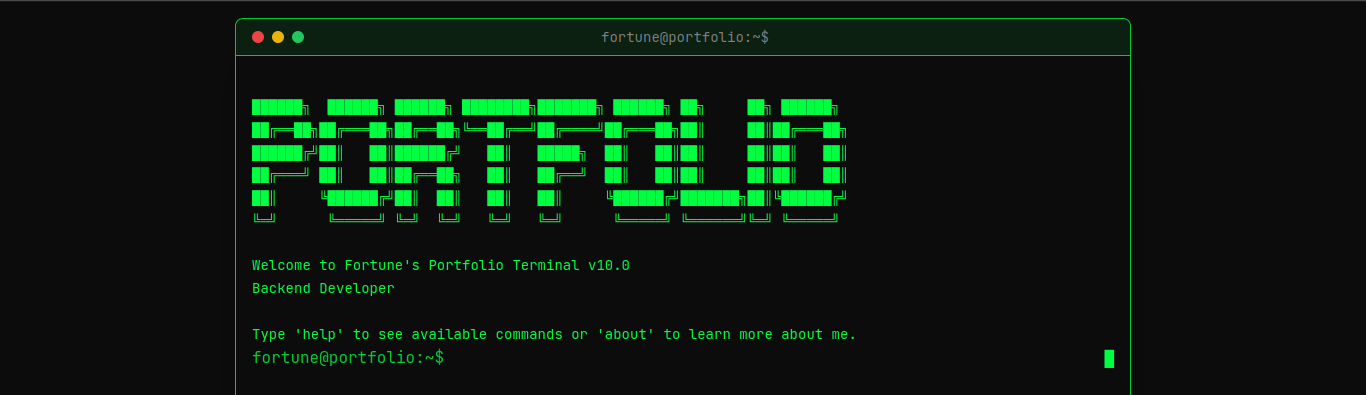 fortune@portfolio:~$
PORTFOLIO
Welcome to Fortune's Portfolio Terminal v10.0
Backend Developer
Type 'help' to see available commands or 'about' to learn more about me.
fortune@portfolio:~$